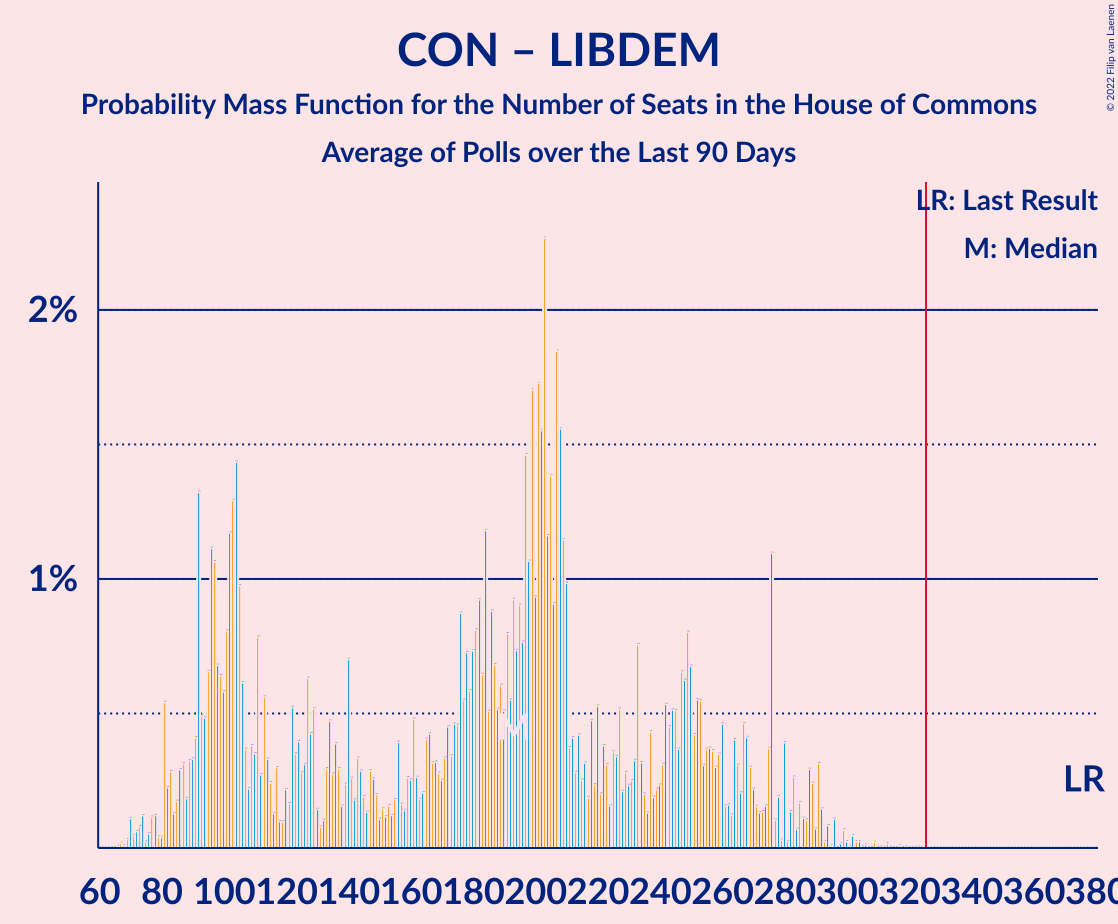 CON – LIBDEM
Probability Mass Function for the Number of Seats in the House of Commons
Average of Polls over the Last 90 Days
© 2022 Filip van Laenen
LR: Last Result
M: Median
2%
1%
M
LR
60 80 100 120 140 160 180 200 220 240 260 280 300 320 340 360 380